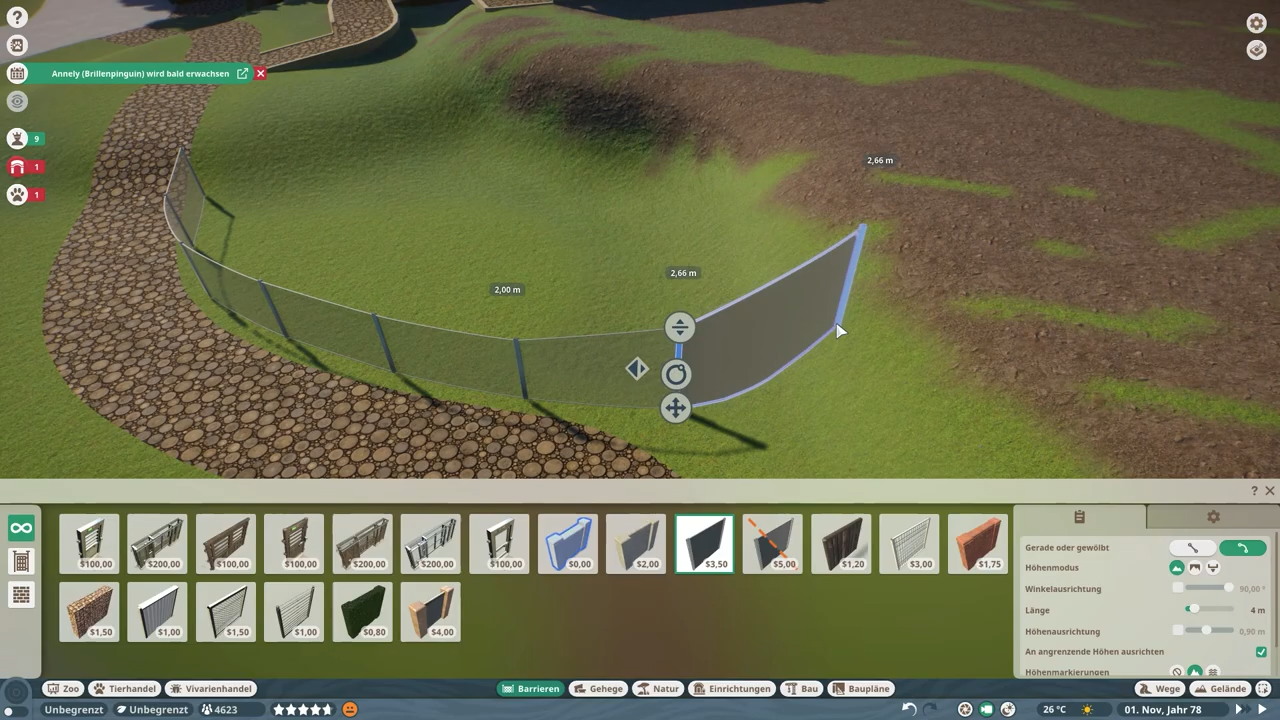 ?
Annely (Brillenpinguin) wird bald erwachsen
9
1
1
2,66 m
2,66 m
2,00 m
?
$100,00
$200,00
$100,00
$100,00
$200,00
$200,00
$100,00
$0,00
$2,00
$3,50
$5,00
$1,20
$3,00
$1,75
$1,50
$1,00
$1,50
$1,00
$0,80
$4,00
Gerade oder gewölbt
Höhenmodus
Winkelausrichtung 90,00 °
Länge 4 m
Höhenausrichtung 0,90 m
An angrenzende Höhen ausrichten
Höhenmarkierungen
Zoo
Tierhandel
Vivarienhandel
Barrieren
Gehege
Natur
Einrichtungen
Bau
Baupläne
Wege
Gelände
Unbegrenzt
Unbegrenzt
4623
26 °C
01. Nov, Jahr 78